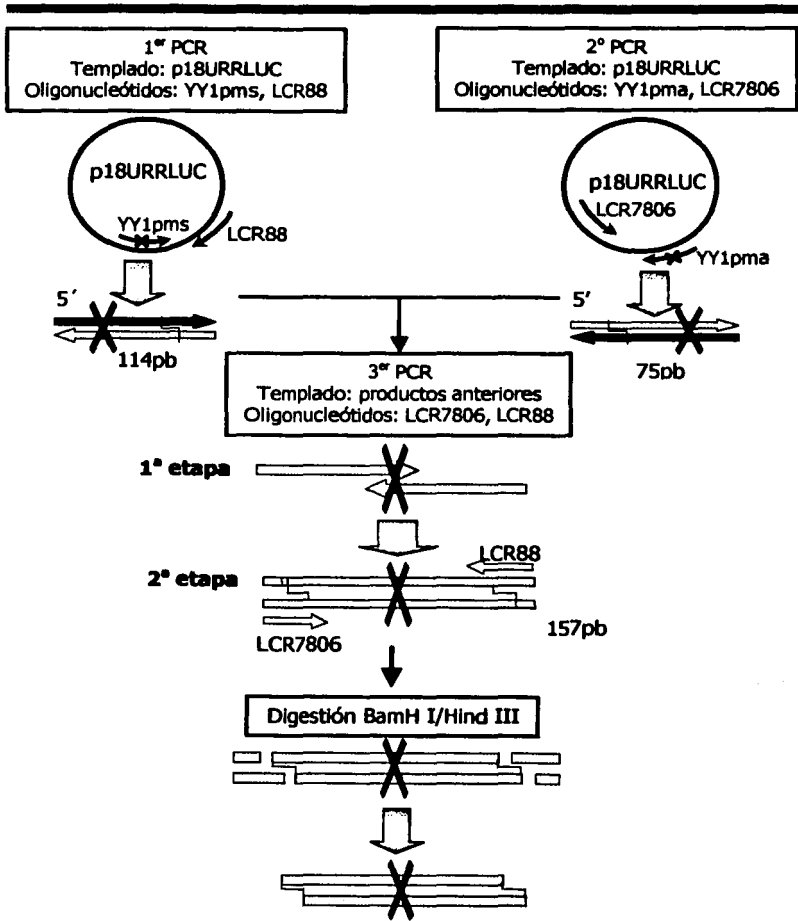 1er PCR
Templado: p18URRLUC
Oligonucleótidos: YY1pms, LCR88
2º PCR
Templado: p18URRLUC
Oligonucleótidos: YY1pma, LCR7806
p18URRLUC
YY1pms
LCR88
p18URRLUC
LCR7806
YY1pma
5´
114pb
5´
75pb
3er PCR
Templado: productos anteriores
Oligonucleótidos: LCR7806, LCR88
1ª etapa
LCR88
2ª etapa
LCR7806
157pb
Digestión BamH I/Hind III